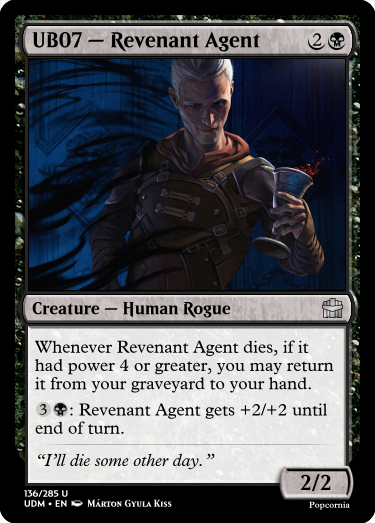 UB07 — Revenant Agent 2
Creature — Human Rogue
Whenever Revenant Agent dies, if it
had power 4 or greater, you may return
it from your graveyard to your hand.
3: Revenant Agent gets +2/+2 until
end of turn.
“I’ll die some other day.”
2/2
136/285 U
UDM • EN Márton Gyula Kiss
Popcornia